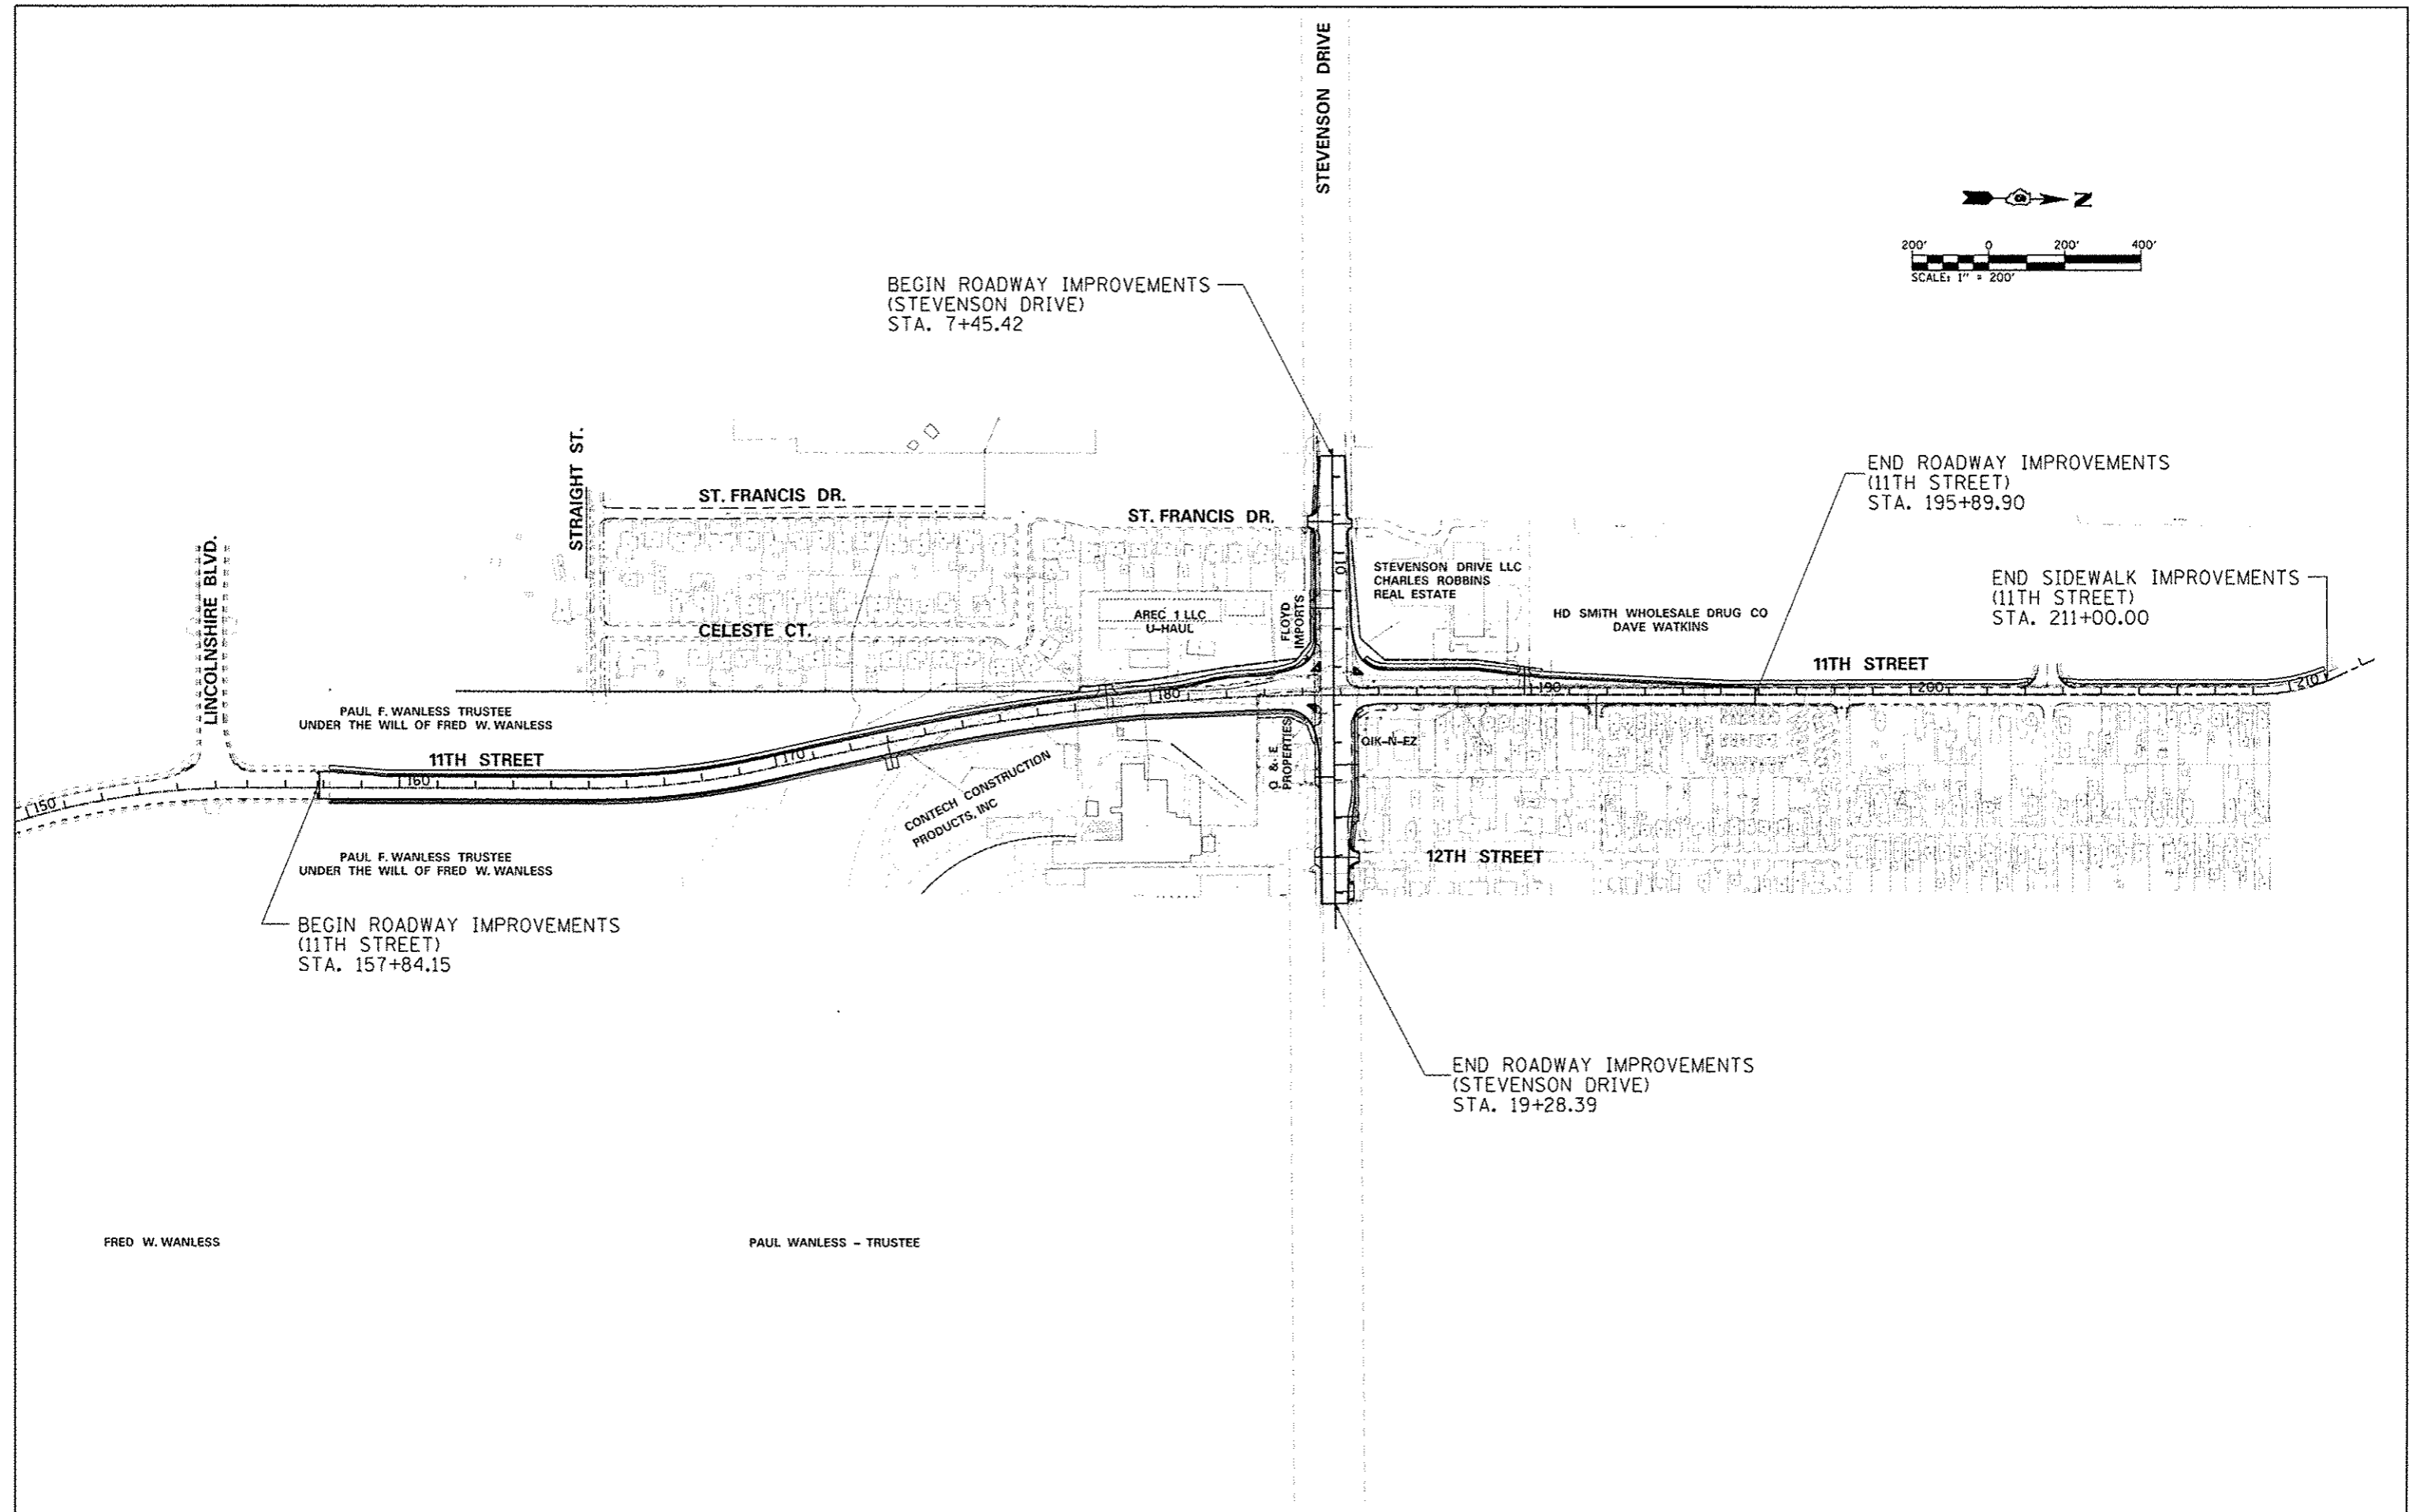 STEVENSON DRIVE
N
200' 0 200' 400'
SCALE: 1" = 200'
BEGIN ROADWAY IMPROVEMENTS
(STEVENSON DRIVE)
STA. 7+45.42
END ROADWAY IMPROVEMENTS
(11TH STREET)
STA. 195+89.90
END SIDEWALK IMPROVEMENTS
(11TH STREET)
STA. 211+00.00
STRAIGHT ST.
ST. FRANCIS DR.
ST. FRANCIS DR.
LINCOLNSHIRE BLVD.
CELESTE CT.
AREC 1 LLC
U-HAUL
FLOYD
IMPORTS
10
STEVENSON DRIVE LLC
CHARLES ROBBINS
REAL ESTATE
HD SMITH WHOLESALE DRUG CO
DAVE WATKINS
11TH STREET
180
190
200
210
PAUL F. WANLESS TRUSTEE
UNDER THE WILL OF FRED W. WANLESS
11TH STREET
150
160
170
CONTECH CONSTRUCTION
PRODUCTS, INC
Q & E
PROPERTIES
QIK-N-EZ
12TH STREET
PAUL F. WANLESS TRUSTEE
UNDER THE WILL OF FRED W. WANLESS
BEGIN ROADWAY IMPROVEMENTS
(11TH STREET)
STA. 157+84.15
END ROADWAY IMPROVEMENTS
(STEVENSON DRIVE)
STA. 19+28.39
FRED W. WANLESS
PAUL WANLESS - TRUSTEE